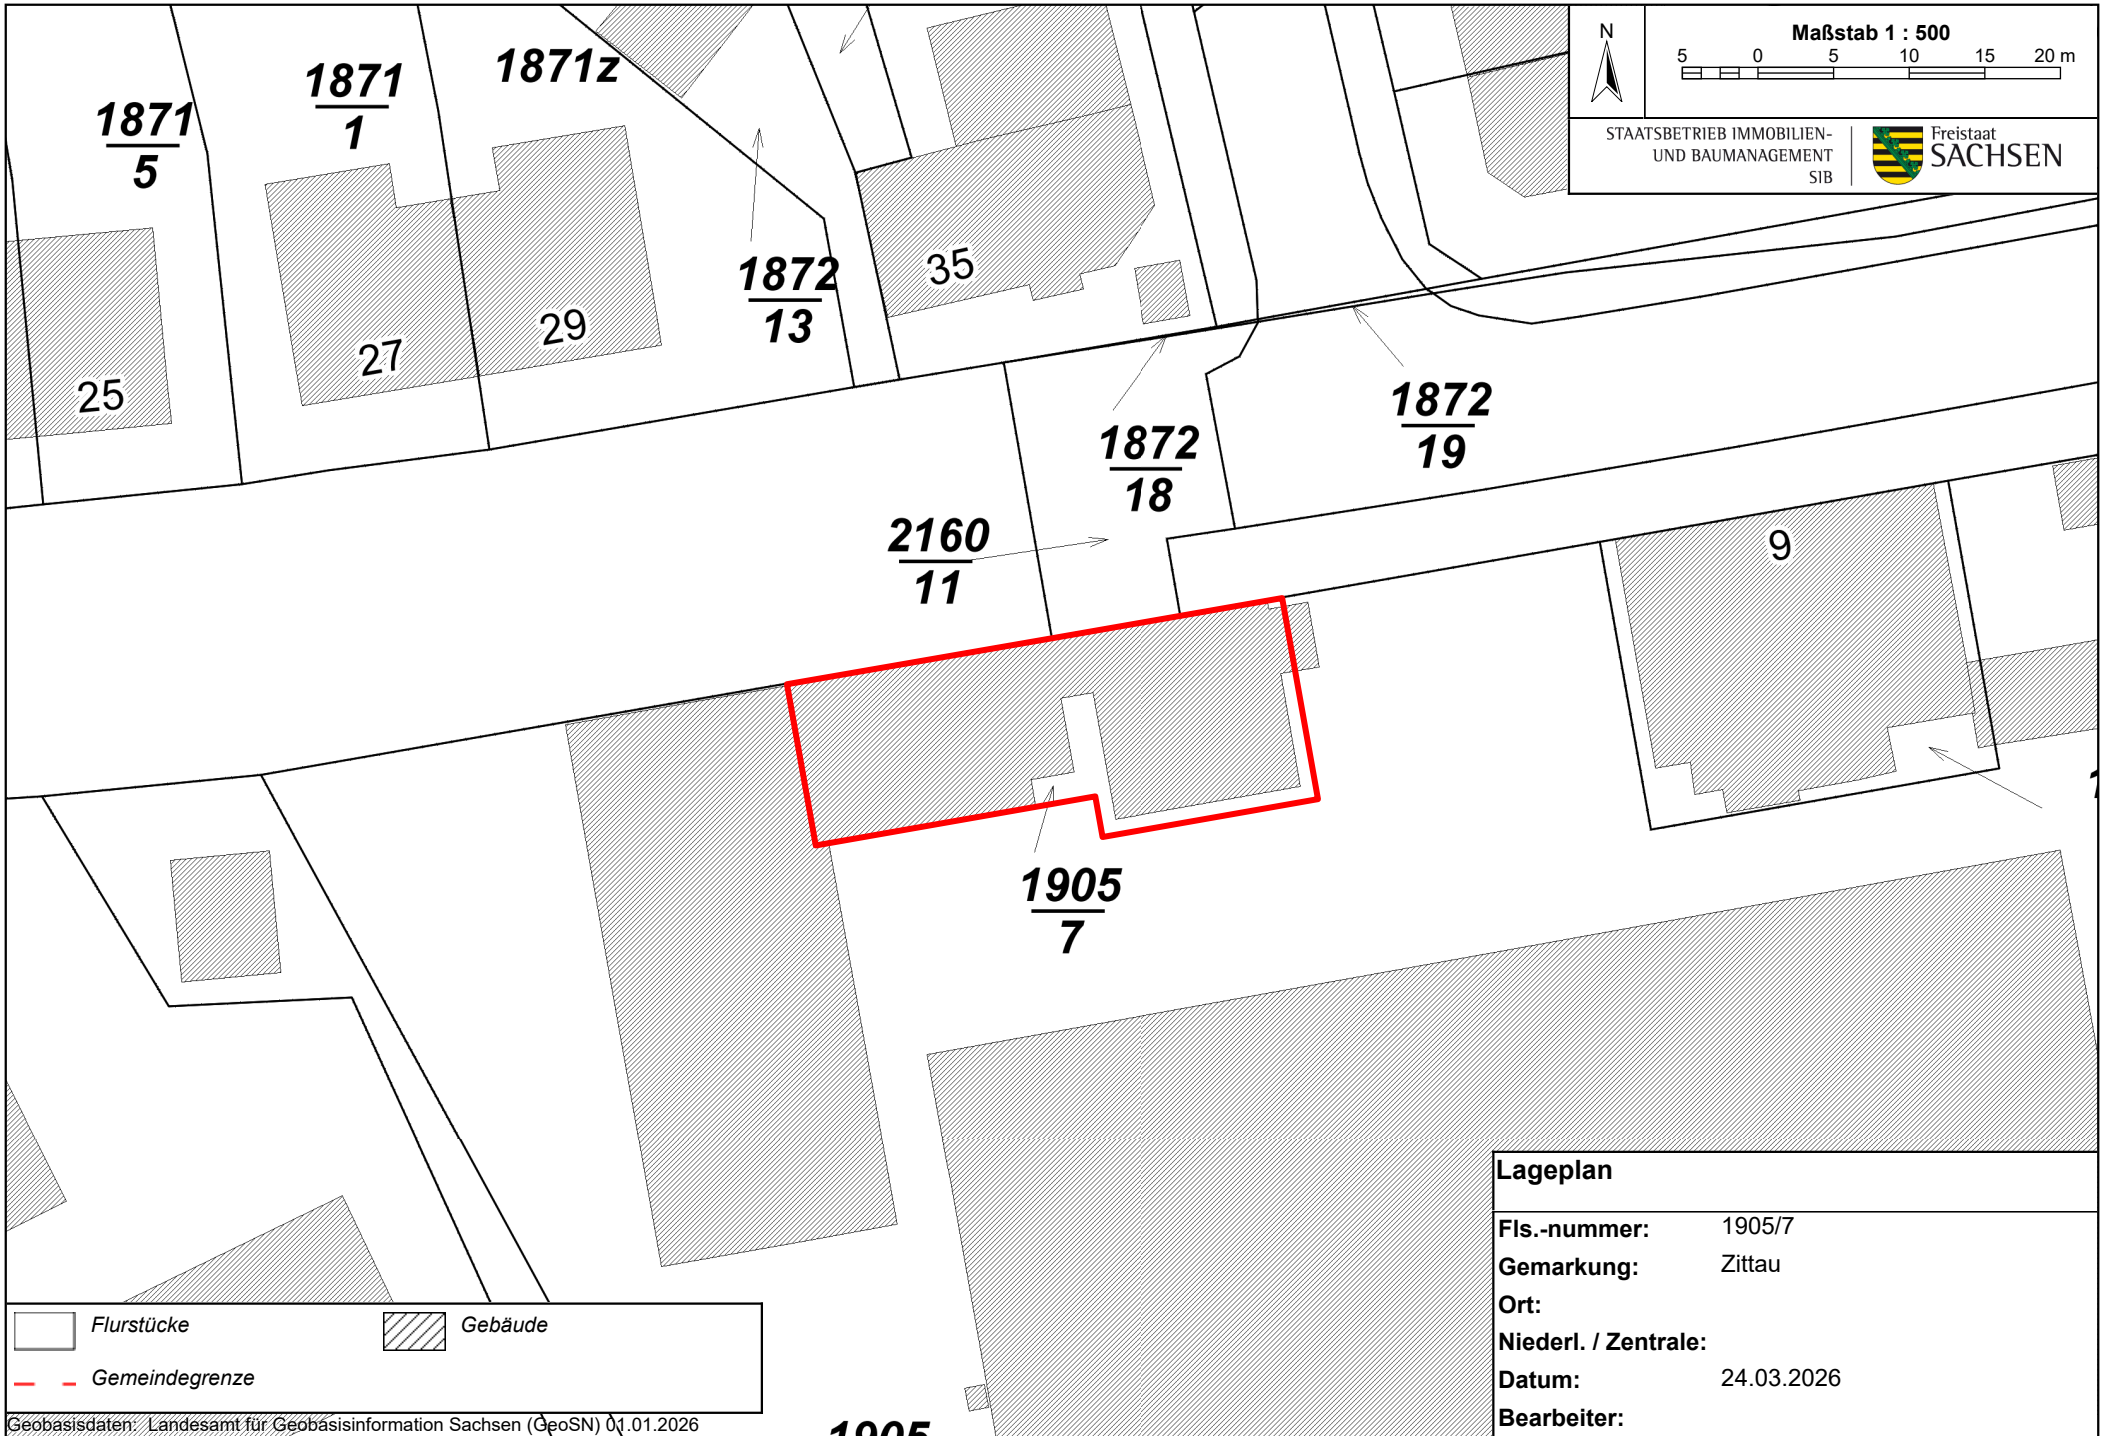 1871
5
1871
1
1871z
N
Maßstab 1 : 500
5 0 5 10 15 20 m
STAATSBETRIEB IMMOBILIEN-
UND BAUMANAGEMENT
SIB
Freistaat
SACHSEN
25
27
29
1872
13
35
1872
18
1872
19
2160
11
9
1905
7
1905
Lageplan
Fls.-nummer: 1905/7
Gemarkung: Zittau
Ort:
Niederl. / Zentrale:
Datum: 24.03.2026
Bearbeiter:
Flurstücke
Gebäude
Gemeindegrenze
Geobasisdaten: Landesamt für Geobasisinformation Sachsen (GeoSN) 01.01.2026